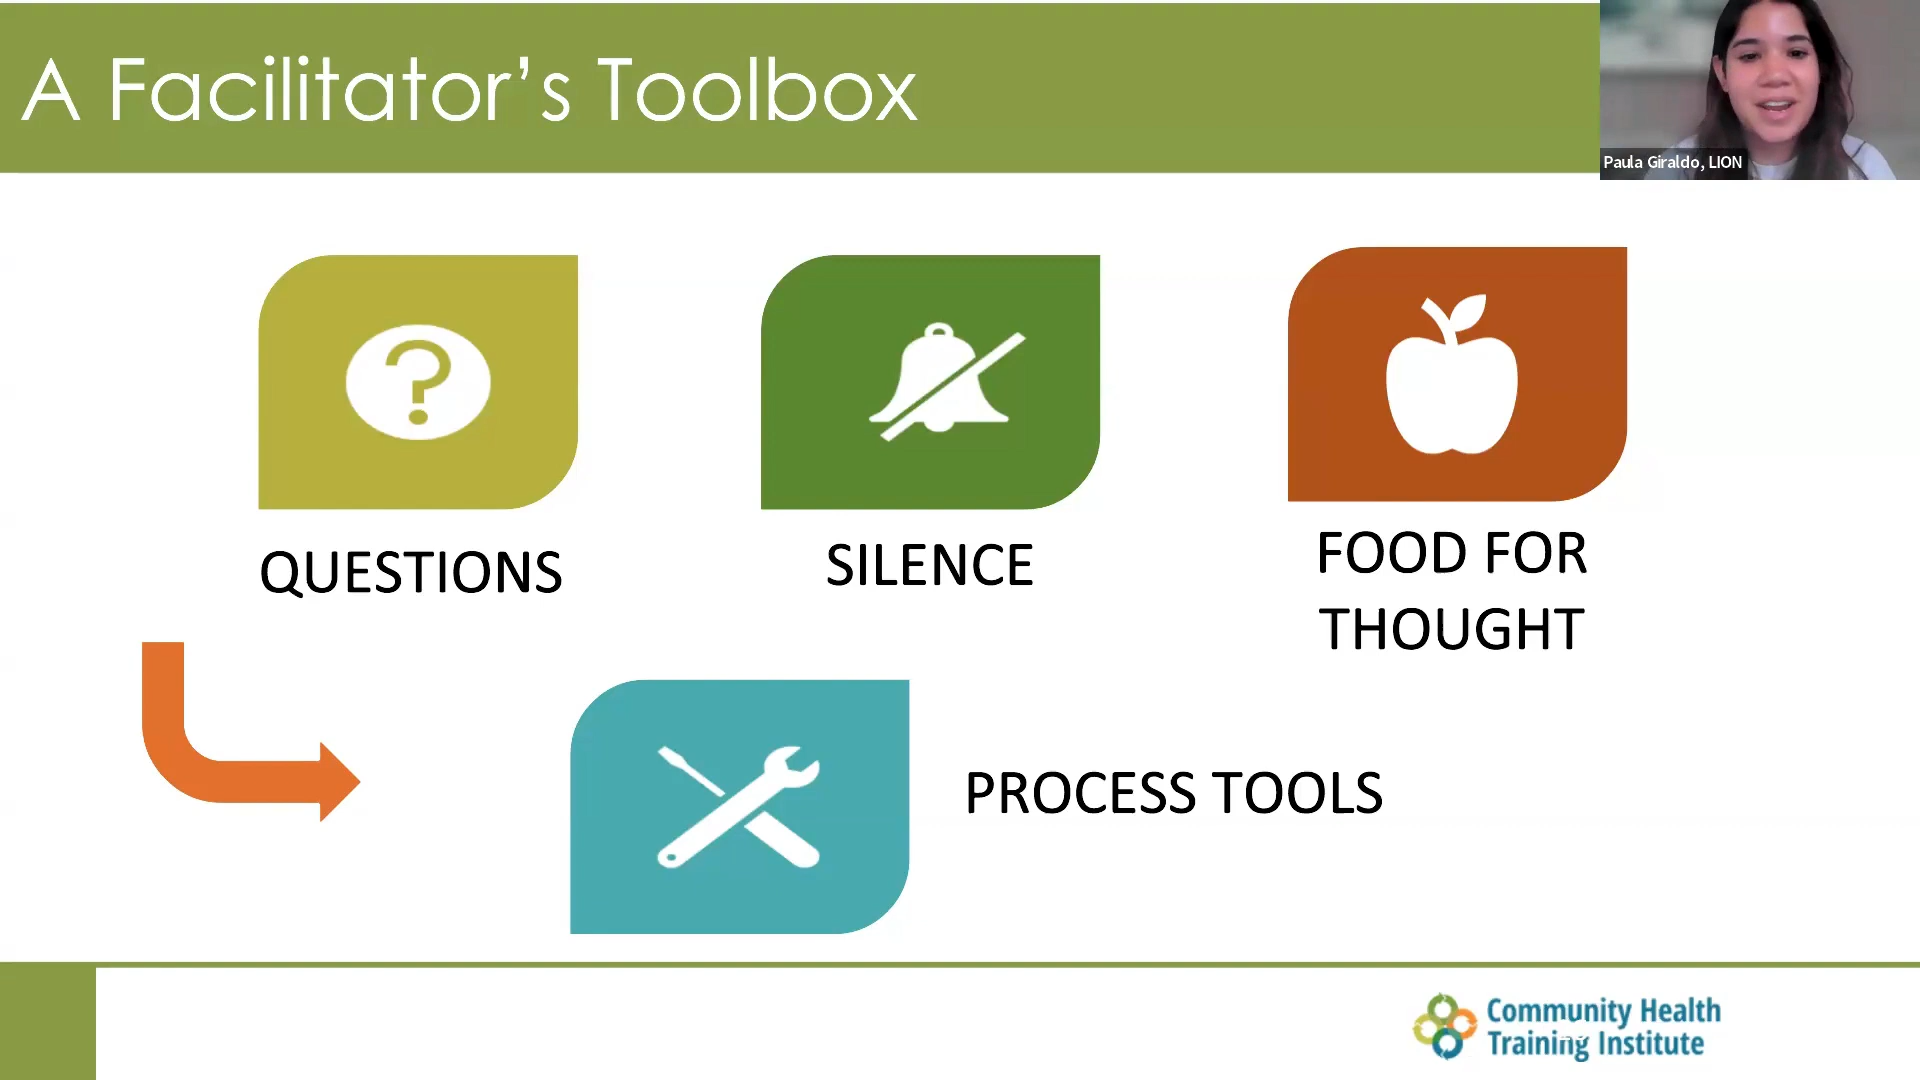 A Facilitator's Toolbox
Paula Giraldo, LION
QUESTIONS
SILENCE
FOOD FOR
THOUGHT
PROCESS TOOLS
Community Health
Training Institute